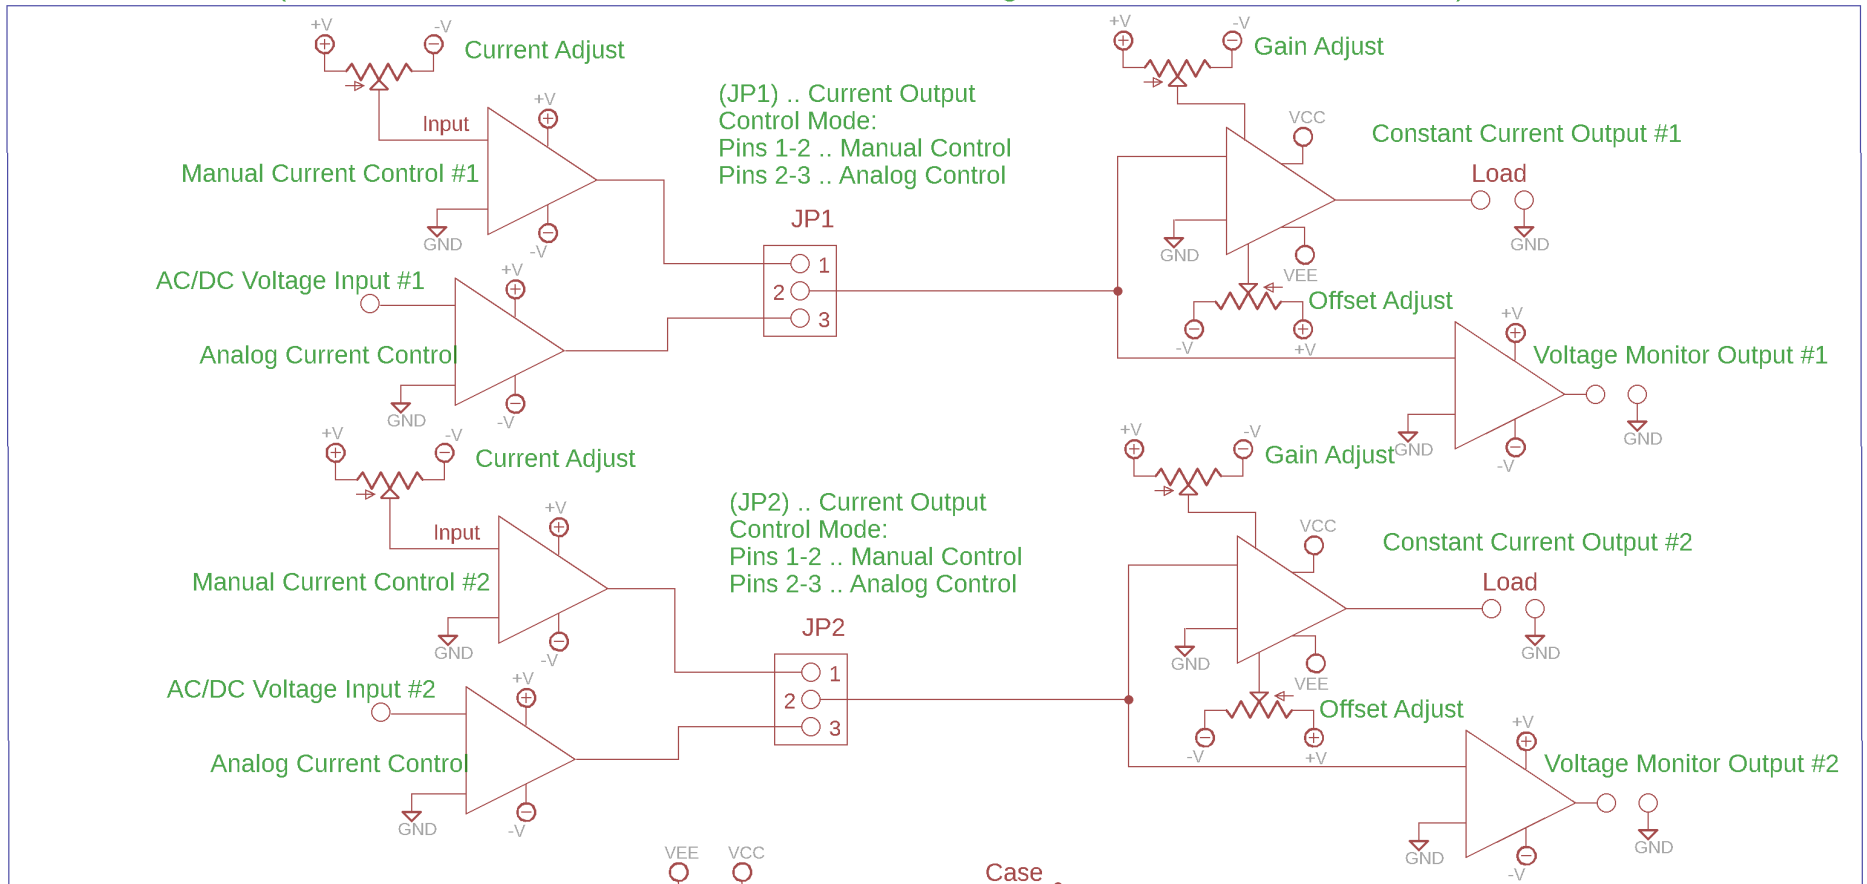 +V
-V
Current Adjust
+V
-V
Gain Adjust
(JP1) .. Current Output
Control Mode:
Pins 1-2 .. Manual Control
Pins 2-3 .. Analog Control
+V
Input
Manual Current Control #1
GND
-V
VCC
Constant Current Output #1
Load
GND
GND
VEE
JP1
1
2
3
AC/DC Voltage Input #1
+V
Analog Current Control
GND
-V
Offset Adjust
-V
+V
+V
Voltage Monitor Output #1
GND
-V
GND
+V
-V
Current Adjust
+V
-V
Gain Adjust
(JP2) .. Current Output
Control Mode:
Pins 1-2 .. Manual Control
Pins 2-3 .. Analog Control
+V
Input
Manual Current Control #2
GND
-V
VCC
Constant Current Output #2
Load
GND
GND
VEE
JP2
1
2
3
AC/DC Voltage Input #2
+V
Analog Current Control
GND
-V
Offset Adjust
-V
+V
+V
Voltage Monitor Output #2
GND
-V
GND
VEE
VCC
Case